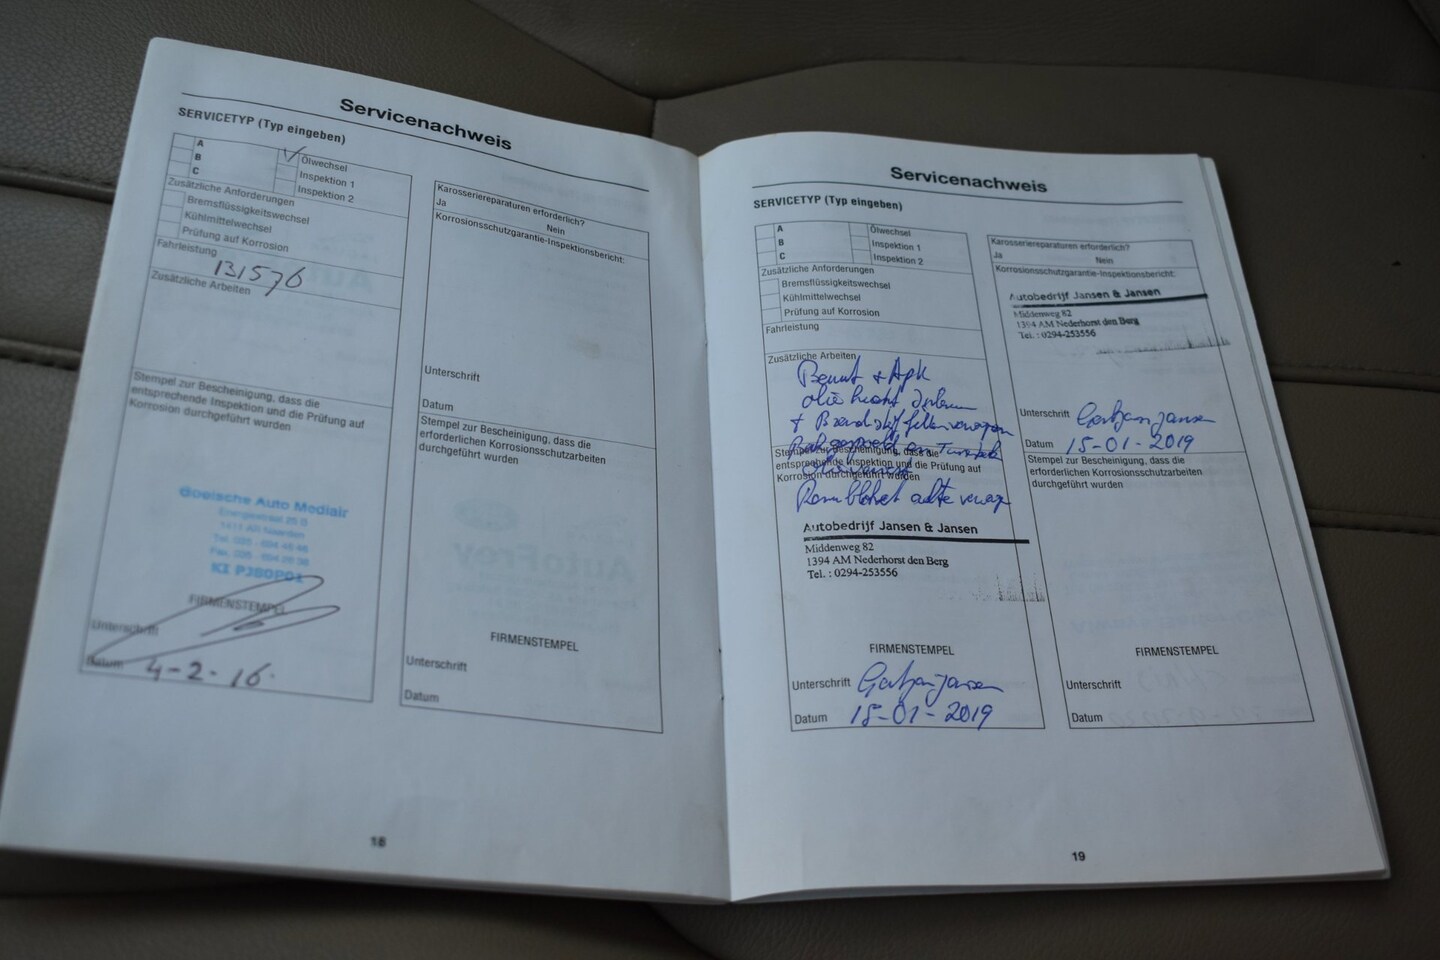 Servicenachweis
SERVICETYP (Typ eingeben)
A
B
C
Ölwechsel
Inspektion 1
Inspektion 2
Zusätzliche Anforderungen
Bremsflüssigkeitswechsel
Kühlmittelwechsel
Prüfung auf Korrosion
Fahrleistung
131576
Zusätzliche Arbeiten
Stempel zur Bescheinigung, dass die
entsprechende Inspektion und die Prüfung auf
Korrosion durchgeführt wurden
Gooische Auto Mediair
KI PJ80P01
FIRMENSTEMPEL
Unterschrift
Datum 4-2-16.
Karosseriereparaturen erforderlich?
Ja Nein
Korrosionsschutzgarantie-Inspektionsbericht:
Unterschrift
Datum
Stempel zur Bescheinigung, dass die
erforderlichen Korrosionsschutzarbeiten
durchgeführt wurden
FIRMENSTEMPEL
Unterschrift
Datum
18
Servicenachweis
SERVICETYP (Typ eingeben)
A
B
C
Ölwechsel
Inspektion 1
Inspektion 2
Zusätzliche Anforderungen
Bremsflüssigkeitswechsel
Kühlmittelwechsel
Prüfung auf Korrosion
Fahrleistung
Zusätzliche Arbeiten
Stempel zur Bescheinigung, dass die
entsprechende Inspektion und die Prüfung auf
Korrosion durchgeführt wurden
Autobedrijf Jansen & Jansen
Middenweg 82
1394 AM Nederhorst den Berg
Tel. : 0294-253556
FIRMENSTEMPEL
Unterschrift
Datum 15-01-2019
Karosseriereparaturen erforderlich?
Ja Nein
Korrosionsschutzgarantie-Inspektionsbericht:
Autobedrijf Jansen & Jansen
Middenweg 82
1394 AM Nederhorst den Berg
Tel. : 0294-253556
Unterschrift
Datum 15-01-2019
Stempel zur Bescheinigung, dass die
erforderlichen Korrosionsschutzarbeiten
durchgeführt wurden
FIRMENSTEMPEL
Unterschrift
Datum
19